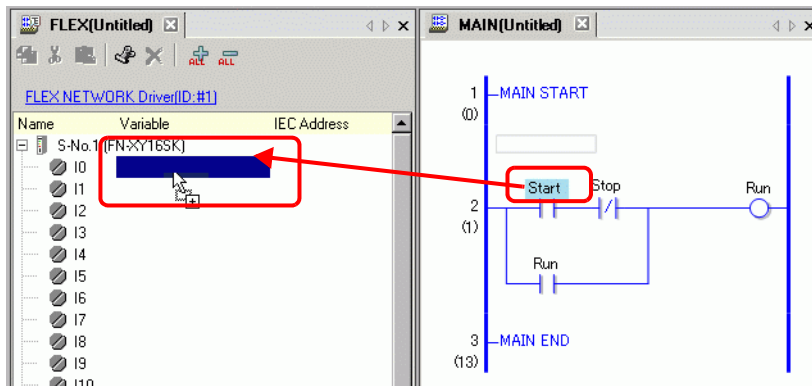 FLEX(Untitled)
ALL ALL
FLEX NETWORK Driver(ID:#1)
Name Variable IEC Address
S-No.1 (FN-XY16SK)
I0
I1
I2
I3
I4
I5
I6
I7
I8
I9
I10
MAIN(Untitled)
1 MAIN START
(0)
Start Stop Run
2
(1)
Run
3 MAIN END
(13)